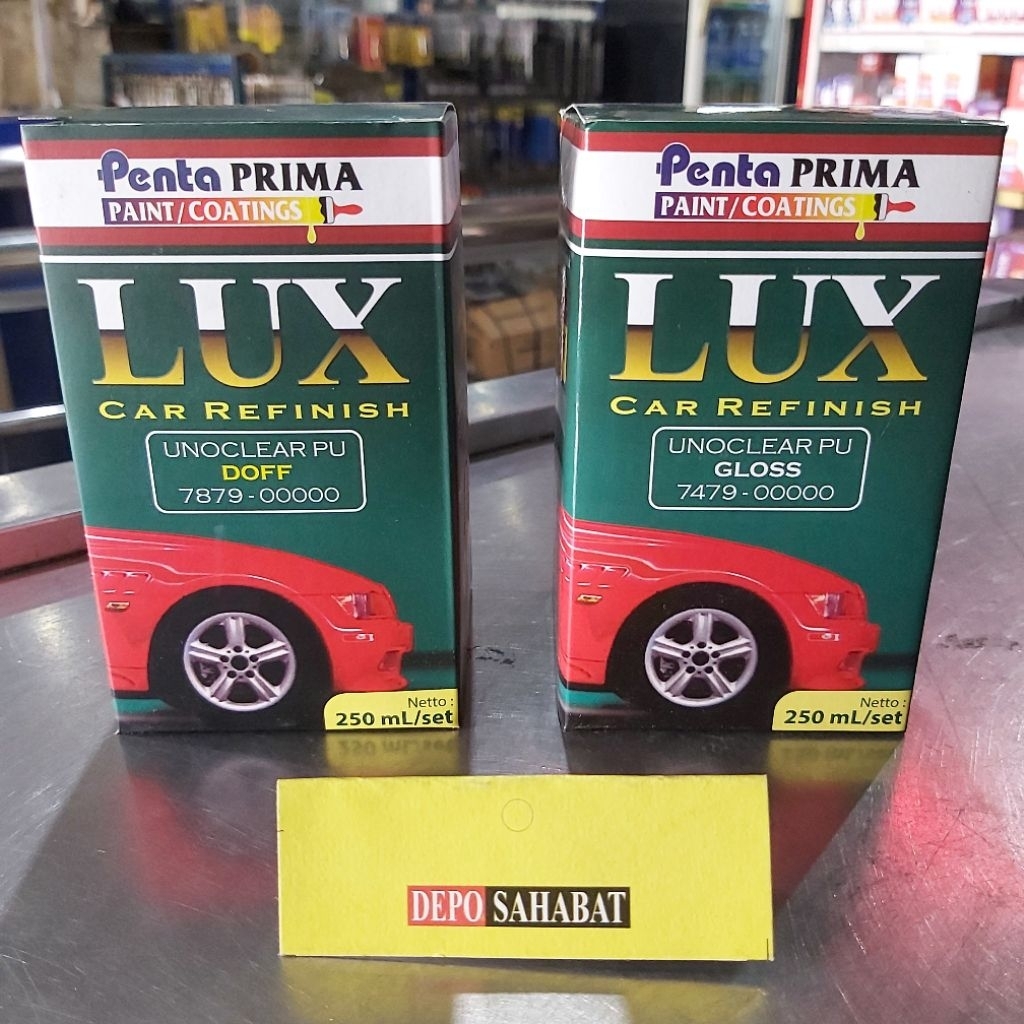 Penta PRIMA
PAINT/COATINGS
LUX
CAR REFINISH
UNOCLEAR PU
DOFF
7879 - 00000
Netto :
250 mL/set
Penta PRIMA
PAINT/COATINGS
LUX
CAR REFINISH
UNOCLEAR PU
GLOSS
7479 - 00000
Netto :
250 mL/set
DEPO SAHABAT